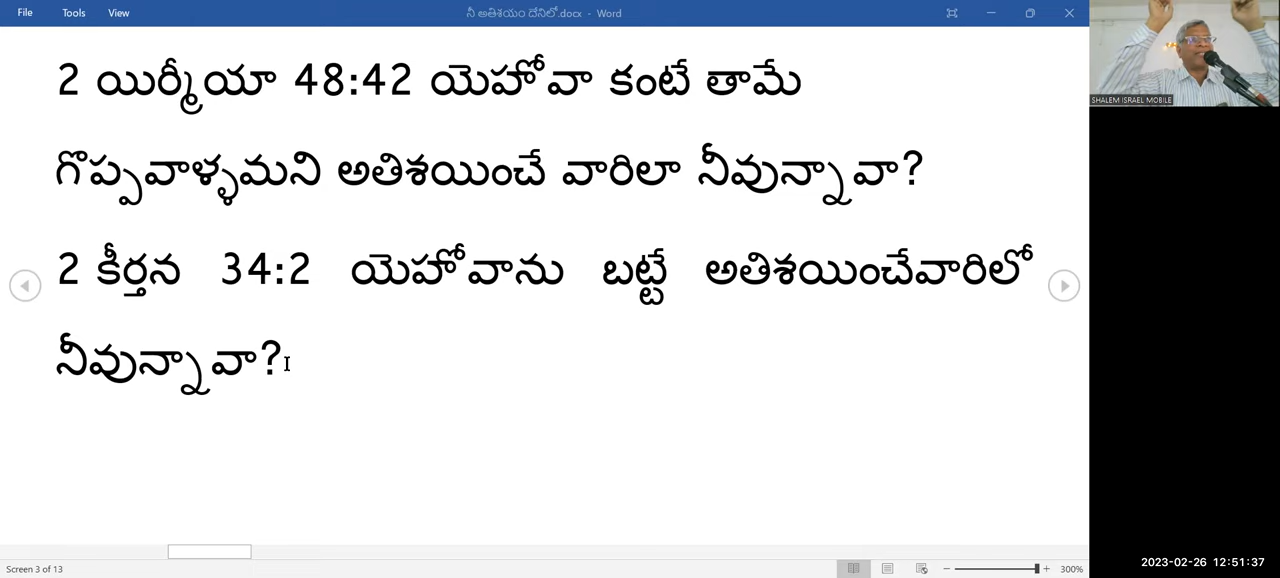 File Tools View నీ అతిశయం దేనిలో.docx - Word
2 యిర్మీయా 48:42 యెహోవా కంటే తామే
గొప్పవాళ్ళమని అతిశయించే వారిలా నీవున్నావా?
2 కీర్తన 34:2 యెహోవాను బట్టే అతిశయించేవారిలో
నీవున్నావా?
SHALEM ISRAEL MOBILE
2023-02-26 12:51:37
Screen 3 of 13 300%